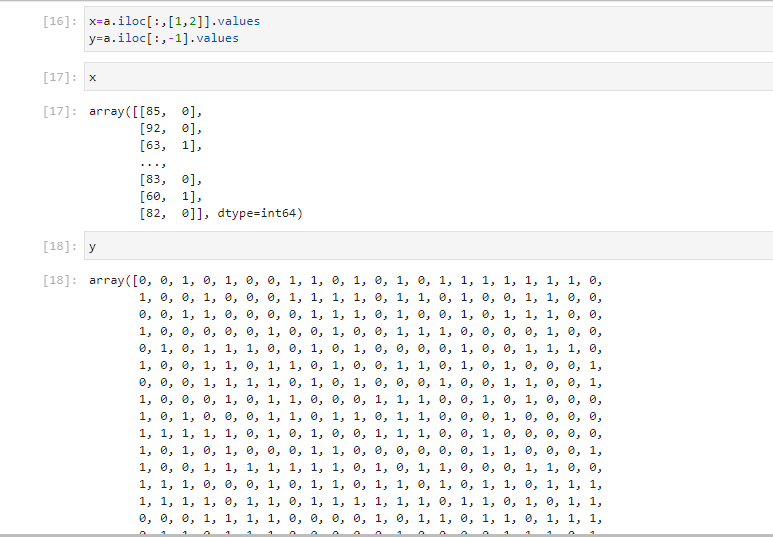 [16]: x=a.iloc[:,[1,2]].values
y=a.iloc[:,-1].values
[17]: x
[17]: array([[85, 0],
[92, 0],
[63, 1],
...,
[83, 0],
[60, 1],
[82, 0]], dtype=int64)
[18]: y
[18]: array([0, 0, 1, 0, 1, 0, 0, 1, 1, 0, 1, 0, 1, 0, 1, 1, 1, 1, 1, 1, 1, 0,
1, 0, 0, 1, 0, 0, 0, 1, 1, 1, 1, 0, 1, 1, 0, 1, 0, 0, 1, 1, 0, 0,
0, 0, 1, 1, 0, 0, 0, 0, 1, 1, 1, 0, 1, 0, 0, 1, 0, 1, 1, 1, 0, 0,
1, 0, 0, 0, 0, 0, 1, 0, 0, 1, 0, 0, 1, 1, 1, 0, 0, 0, 0, 1, 0, 0,
0, 1, 0, 1, 1, 1, 0, 0, 1, 0, 1, 0, 0, 0, 0, 1, 0, 0, 1, 1, 1, 0,
1, 0, 0, 1, 1, 0, 1, 1, 0, 1, 0, 0, 1, 1, 0, 1, 0, 1, 0, 0, 0, 1,
0, 0, 0, 1, 1, 1, 1, 0, 1, 0, 1, 0, 0, 0, 1, 0, 0, 1, 1, 0, 0, 1,
1, 0, 0, 0, 1, 0, 1, 1, 0, 0, 0, 1, 1, 1, 0, 0, 1, 0, 1, 0, 0, 0,
1, 0, 1, 0, 0, 0, 1, 1, 0, 1, 1, 0, 1, 1, 0, 0, 0, 1, 0, 0, 0, 0,
1, 1, 1, 1, 1, 0, 1, 0, 1, 0, 0, 1, 1, 1, 0, 0, 1, 0, 0, 0, 0, 0,
1, 0, 1, 0, 1, 0, 0, 0, 1, 1, 0, 0, 0, 0, 0, 0, 1, 1, 0, 0, 0, 1,
1, 0, 0, 1, 1, 1, 1, 1, 1, 1, 0, 1, 0, 1, 1, 0, 0, 0, 1, 1, 0, 0,
1, 1, 1, 0, 0, 0, 1, 0, 1, 1, 0, 1, 1, 0, 1, 0, 1, 1, 0, 1, 1, 1,
1, 1, 1, 1, 0, 1, 1, 0, 1, 1, 1, 1, 1, 1, 0, 1, 1, 0, 1, 0, 1, 1,
0, 0, 0, 1, 1, 1, 1, 0, 0, 0, 0, 1, 0, 1, 1, 0, 1, 1, 0, 1, 1, 1,